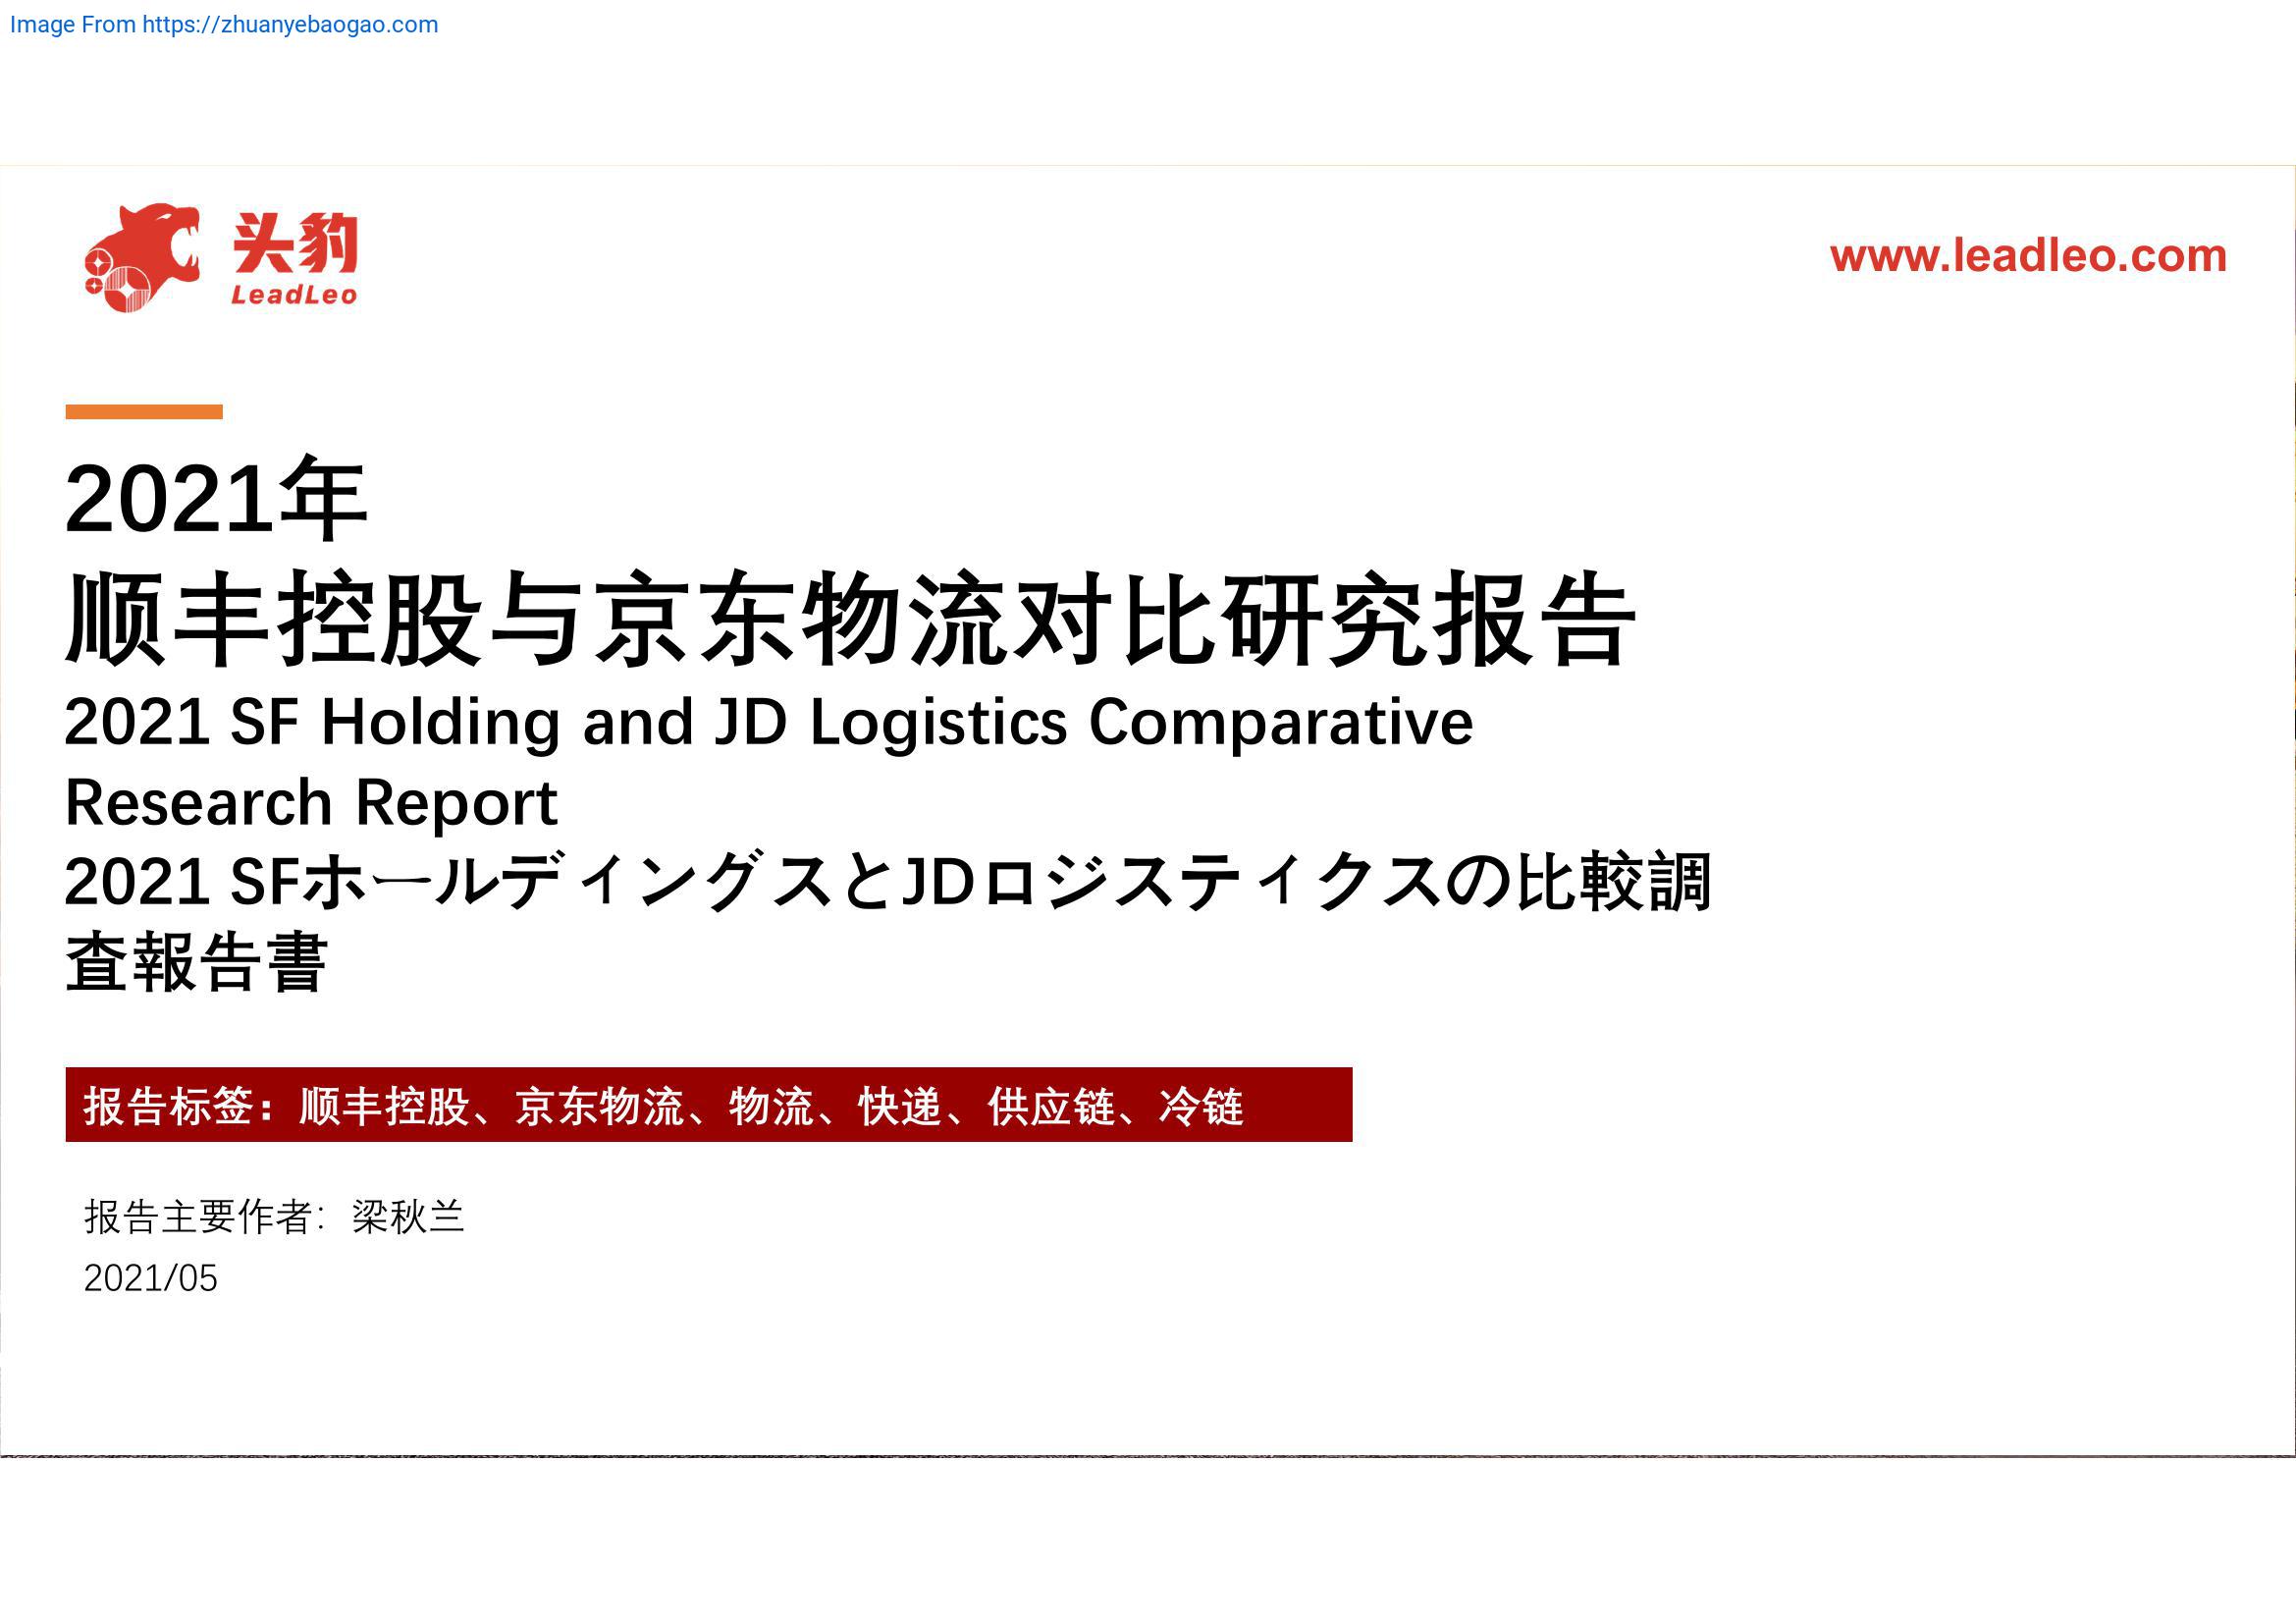 Image From https://zhuanyebaogao.com
头豹
LeadLeo
www.leadleo.com
2021年
顺丰控股与京东物流对比研究报告
2021 SF Holding and JD Logistics Comparative
Research Report
2021 SFホールディングスとJDロジスティクスの比較調
査報告書
报告标签：顺丰控股、京东物流、物流、快递、供应链、冷链
报告主要作者：梁秋兰
2021/05